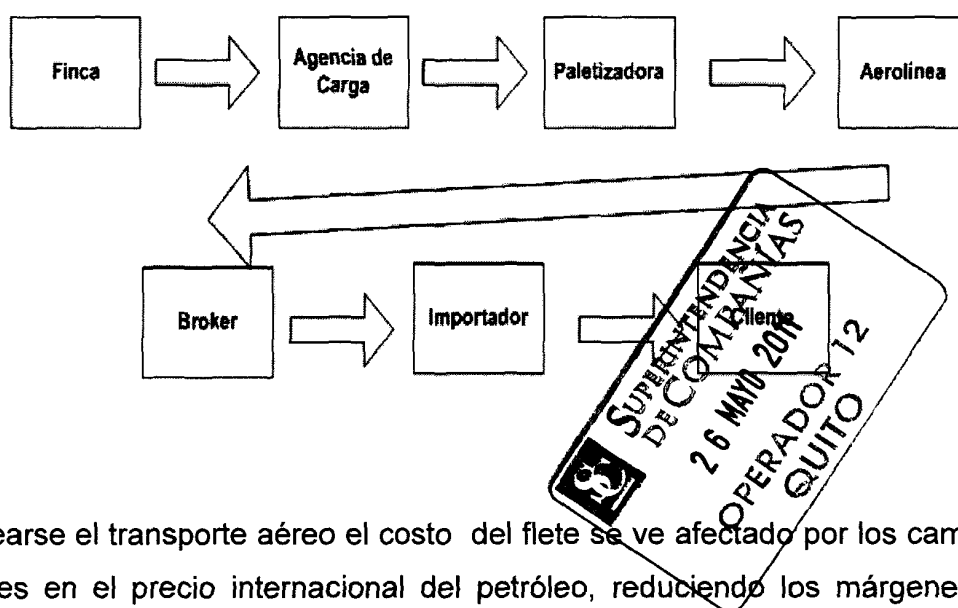 Finca
Agencia de
Carga
Paletizadora
Aerolinea
Broker
Importador
Cliente
SUPERINTENDENCIA
DE COMPAÑIAS
26 MAYO 2011
OPERADOR 12
QUITO
earse el transporte aéreo el costo del flete se ve afectado por los cam
es en el precio internacional del petróleo, reduciendo los márgene